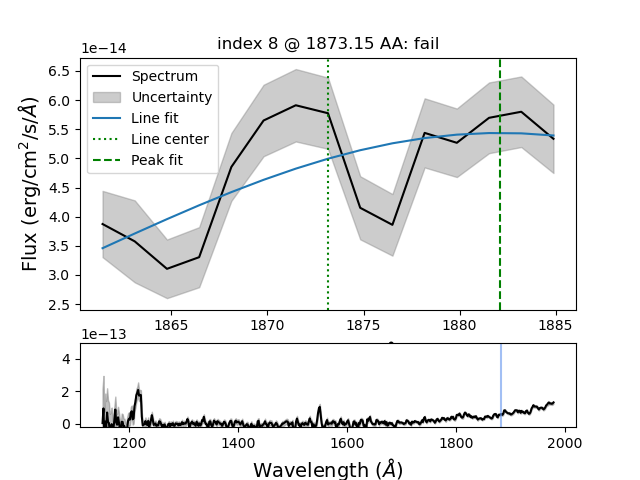 index 8 @ 1873.15 AA: fail
1e−14
Spectrum
Uncertainty
Line fit
Line center
Peak fit
6.5
6.0
5.5
5.0
4.5
4.0
3.5
3.0
2.5
Flux (erg/cm²/s/Å)
1865
1870
1875
1880
1885
1e−13
4
2
0
1200
1400
1600
1800
2000
Wavelength (Å)